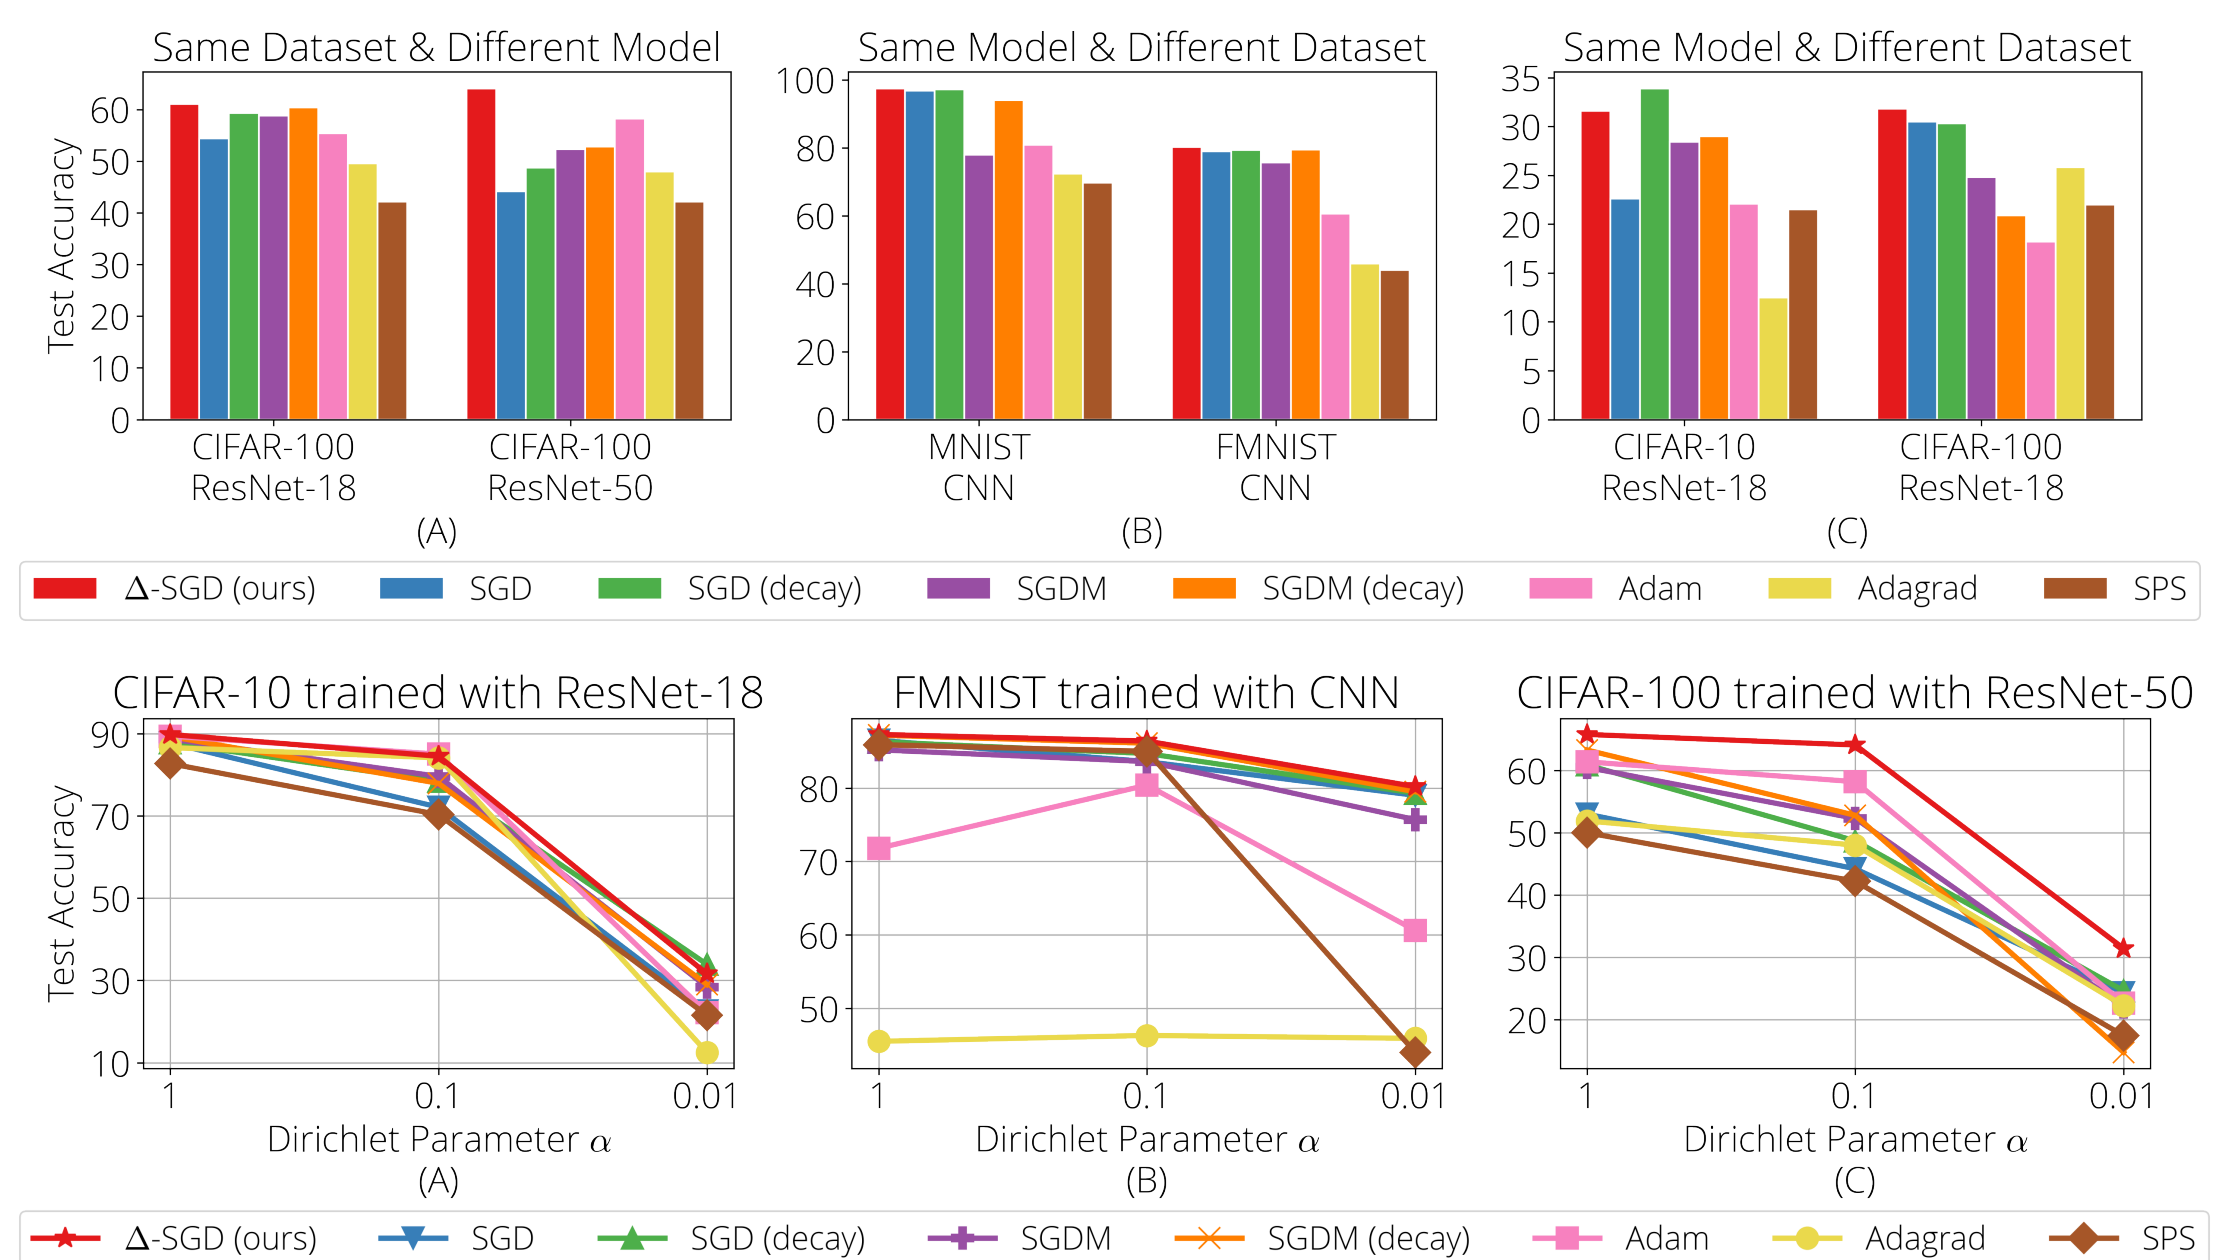 Same Dataset & Different Model
Test Accuracy
60
50
40
30
20
10
0
CIFAR-100
ResNet-18
CIFAR-100
ResNet-50
(A)
Same Model & Different Dataset
100
80
60
40
20
0
MNIST
CNN
FMNIST
CNN
(B)
Same Model & Different Dataset
35
30
25
20
15
10
5
0
CIFAR-10
ResNet-18
CIFAR-100
ResNet-18
(C)
Δ-SGD (ours) SGD SGD (decay) SGDM SGDM (decay) Adam Adagrad SPS
CIFAR-10 trained with ResNet-18
Test Accuracy
90
70
50
30
10
1 0.1 0.01
Dirichlet Parameter α
(A)
FMNIST trained with CNN
80
70
60
50
1 0.1 0.01
Dirichlet Parameter α
(B)
CIFAR-100 trained with ResNet-50
60
50
40
30
20
1 0.1 0.01
Dirichlet Parameter α
(C)
Δ-SGD (ours) SGD SGD (decay) SGDM SGDM (decay) Adam Adagrad SPS